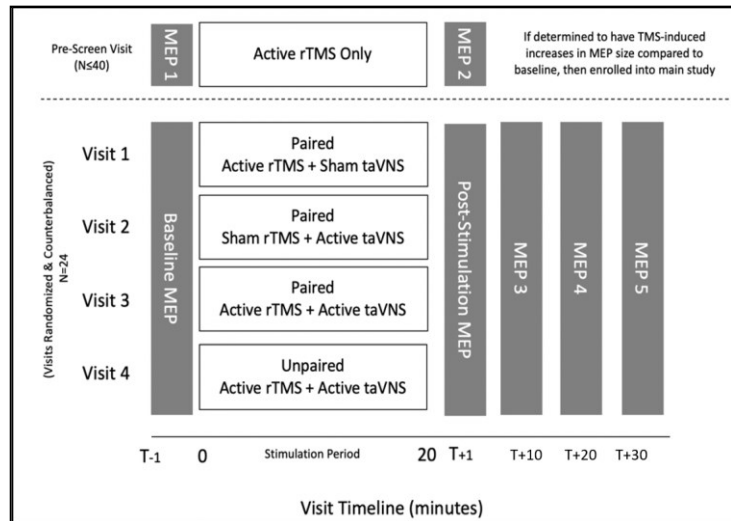 Pre-Screen Visit
(N≤40)
MEP 1
Active rTMS Only
MEP 2
If determined to have TMS-induced
increases in MEP size compared to
baseline, then enrolled into main study
(Visits Randomized & Counterbalanced)
N=24
Visit 1
Visit 2
Visit 3
Visit 4
Baseline MEP
Paired
Active rTMS + Sham taVNS
Paired
Sham rTMS + Active taVNS
Paired
Active rTMS + Active taVNS
Unpaired
Active rTMS + Active taVNS
Post-Stimulation MEP
MEP 3
MEP 4
MEP 5
T-1 0 Stimulation Period 20 T+1 T+10 T+20 T+30
Visit Timeline (minutes)